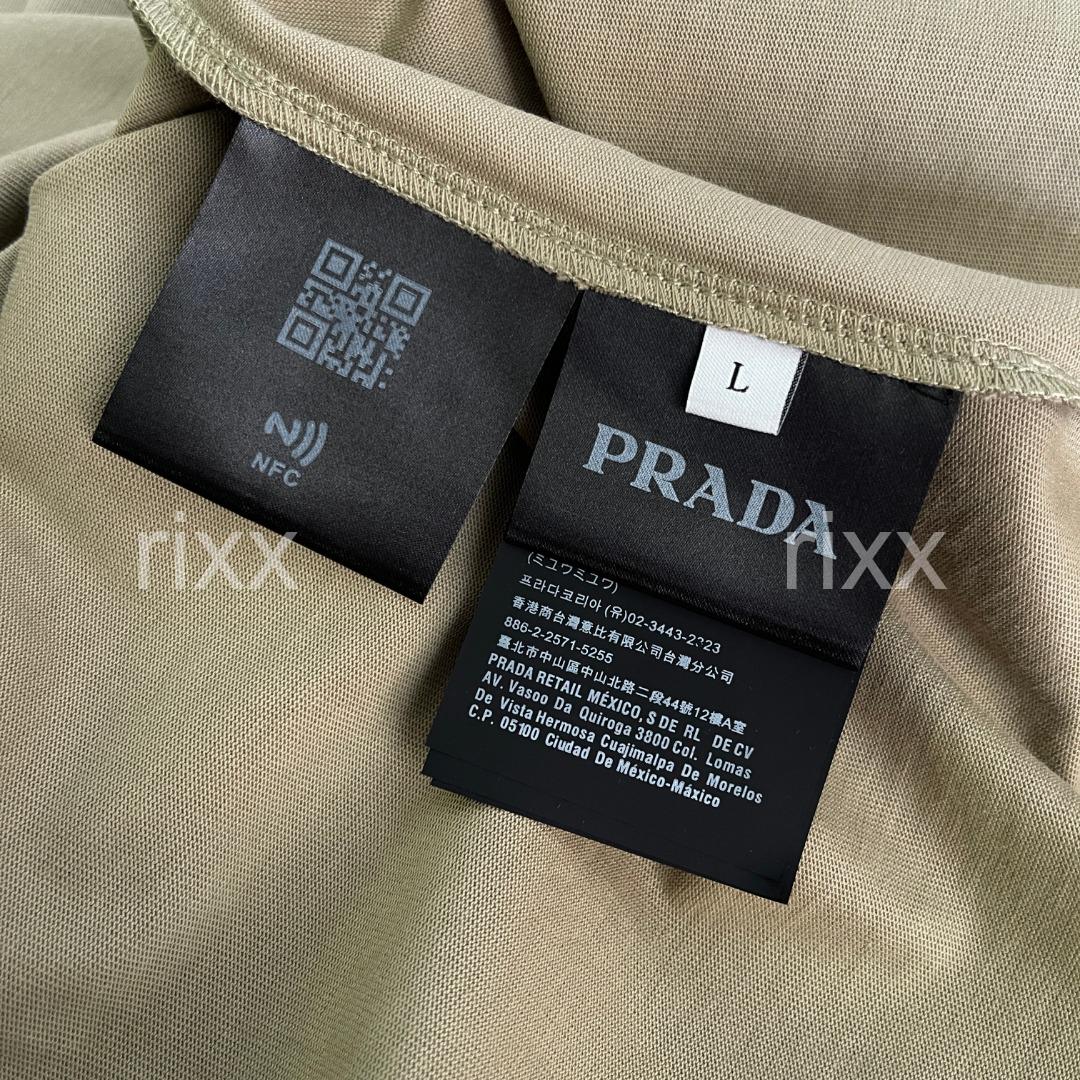 NFC
L
PRADA
(ミュウミュウ)
프라다코리아 (유)02-3443-2323
香港商台灣意比有限公司台灣分公司
886-2-2571-5255
臺北市中山區中山北路二段44號12樓A室
PRADA RETAIL MÉXICO, S DE RL DE CV
AV. Vasoo Da Quiroga 3800 Col. Lomas
De Vista Hermosa Cuajimalpa De Morelos
C.P. 05100 Ciudad De México-Máxico
rixx
rixx